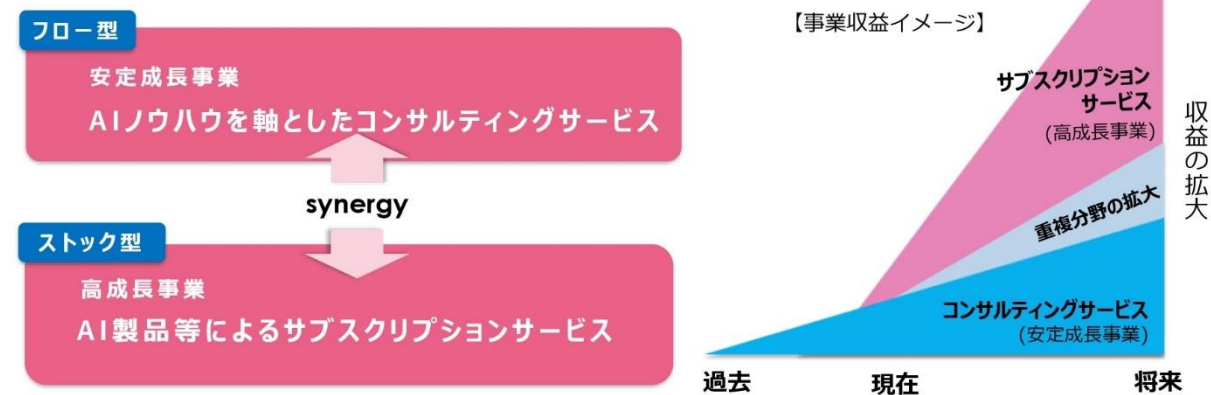 フロー型
安定成長事業
AIノウハウを軸としたコンサルティングサービス
synergy
ストック型
高成長事業
AI製品等によるサブスクリプションサービス
【事業収益イメージ】
サブスクリプション
サービス
(高成長事業)
重複分野の拡大
コンサルティングサービス
(安定成長事業)
収益の拡大
過去
現在
将来